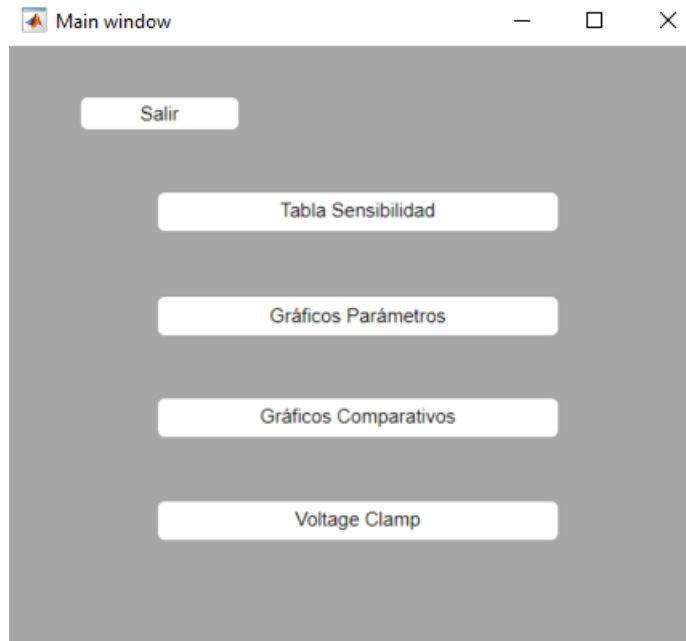 Main window
Salir
Tabla Sensibilidad
Gráficos Parámetros
Gráficos Comparativos
Voltage Clamp